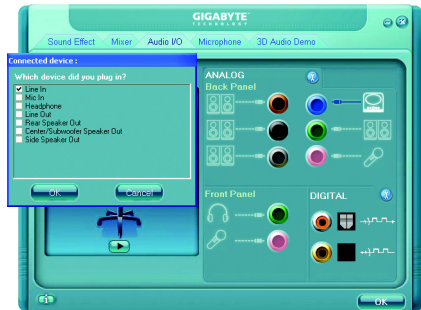 GIGABYTE
TECHNOLOGY
Sound Effect Mixer Audio I/O Microphone 3D Audio Demo
Connected device :
Which device did you plug in?
Line In
Mic In
Headphone
Line Out
Rear Speaker Out
Center/Subwoofer Speaker Out
Side Speaker Out
OK Cancel
ANALOG
Back Panel
Front Panel
DIGITAL
i
OK